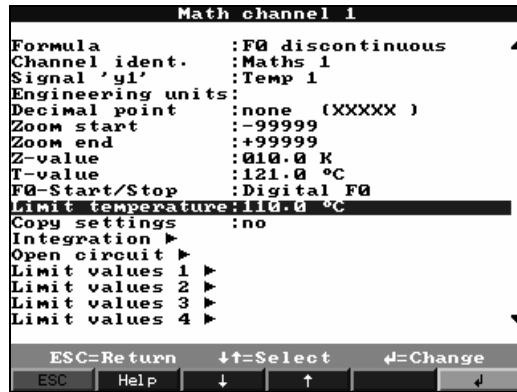 Math channel 1
Formula :F0 discontinuous
Channel ident. :Maths 1
Signal 'y1' :Temp 1
Engineering units:
Decimal point :none (XXXXX )
Zoom start :-99999
Zoom end :+99999
Z-value :010.0 K
T-value :121.0 °C
F0-Start/Stop :Digital F0
Limit temperature:110.0 °C
Copy settings :no
Integration ►
Open circuit ►
Limit values 1 ►
Limit values 2 ►
Limit values 3 ►
Limit values 4 ►
ESC=Return ↓↑=Select ↲=Change
ESC Help ↓ ↑ ↲